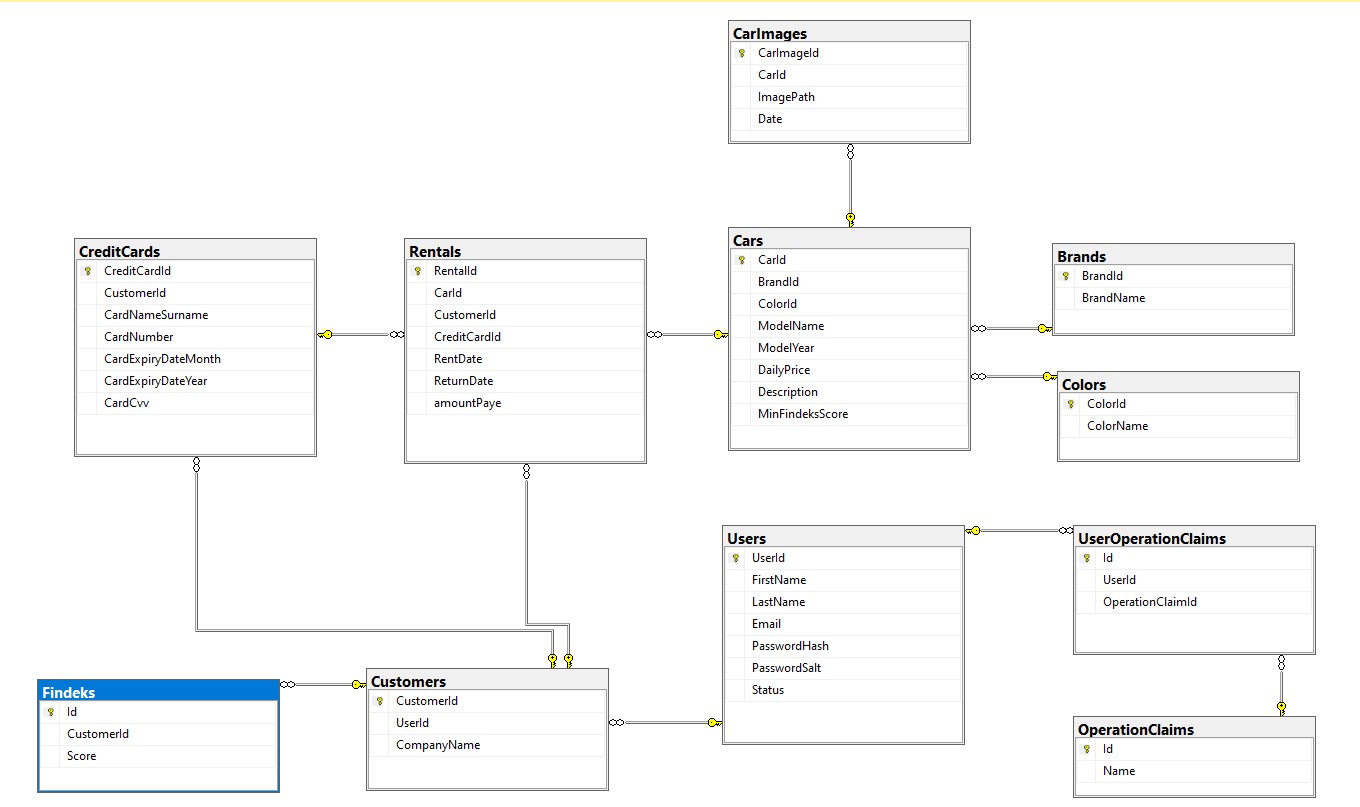 CarImages
CarImageId
CarId
ImagePath
Date
CreditCards
CreditCardId
CustomerId
CardNameSurname
CardNumber
CardExpiryDateMonth
CardExpiryDateYear
CardCvv
Rentals
RentalId
CarId
CustomerId
CreditCardId
RentDate
ReturnDate
amountPaye
Cars
CarId
BrandId
ColorId
ModelName
ModelYear
DailyPrice
Description
MinFindeksScore
Brands
BrandId
BrandName
Colors
ColorId
ColorName
Users
UserId
FirstName
LastName
Email
PasswordHash
PasswordSalt
Status
UserOperationClaims
Id
UserId
OperationClaimId
Findeks
Id
CustomerId
Score
Customers
CustomerId
UserId
CompanyName
OperationClaims
Id
Name